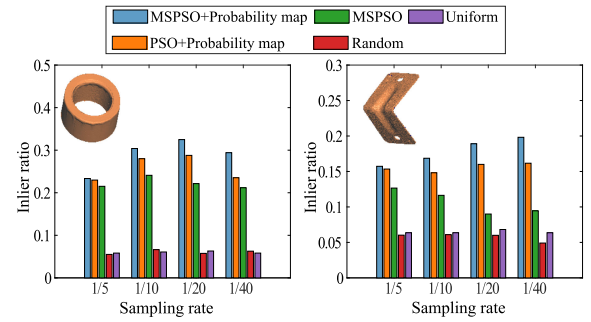 MSPSO+Probability map MSPSO Uniform
PSO+Probability map Random
0.5
0.4
0.3
0.2
0.1
0
Inlier ratio
1/5 1/10 1/20 1/40
Sampling rate
0.3
0.25
0.2
0.15
0.1
0.05
0
Inlier ratio
1/5 1/10 1/20 1/40
Sampling rate